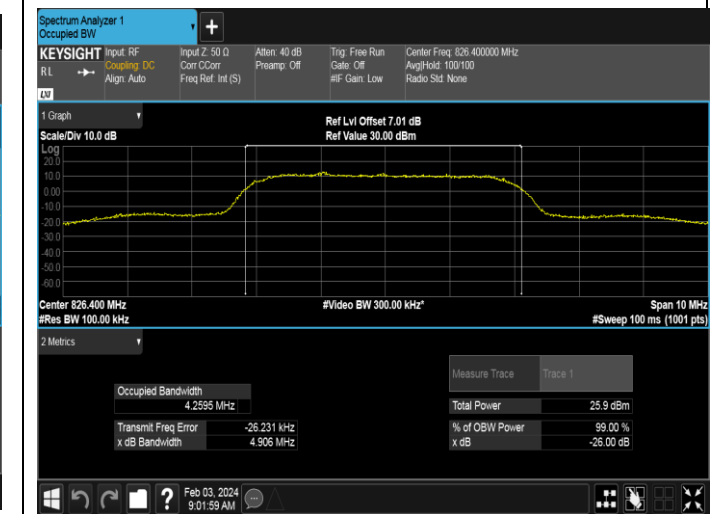 Spectrum Analyzer 1
Occupied BW
+
KEYSIGHT
RL
LXI
Input: RF
Coupling: DC
Align: Auto
Input Z: 50 Ω
Corr CCorr
Freq Ref: Int (S)
Atten: 40 dB
Preamp: Off
Trig: Free Run
Gate: Off
#IF Gain: Low
Center Freq: 826.400000 MHz
Avg|Hold: 100/100
Radio Std: None
1 Graph
Scale/Div 10.0 dB
Ref Lvl Offset 7.01 dB
Ref Value 30.00 dBm
Log
20.0
10.0
0.00
-10.0
-20.0
-30.0
-40.0
-50.0
-60.0
Center 826.400 MHz
#Res BW 100.00 kHz
#Video BW 300.00 kHz*
Span 10 MHz
#Sweep 100 ms (1001 pts)
2 Metrics
Measure Trace Trace 1
Occupied Bandwidth
4.2595 MHz
Total Power 25.9 dBm
Transmit Freq Error -26.231 kHz
% of OBW Power 99.00 %
x dB Bandwidth 4.906 MHz
x dB -26.00 dB
?
Feb 03, 2024
9:01:59 AM